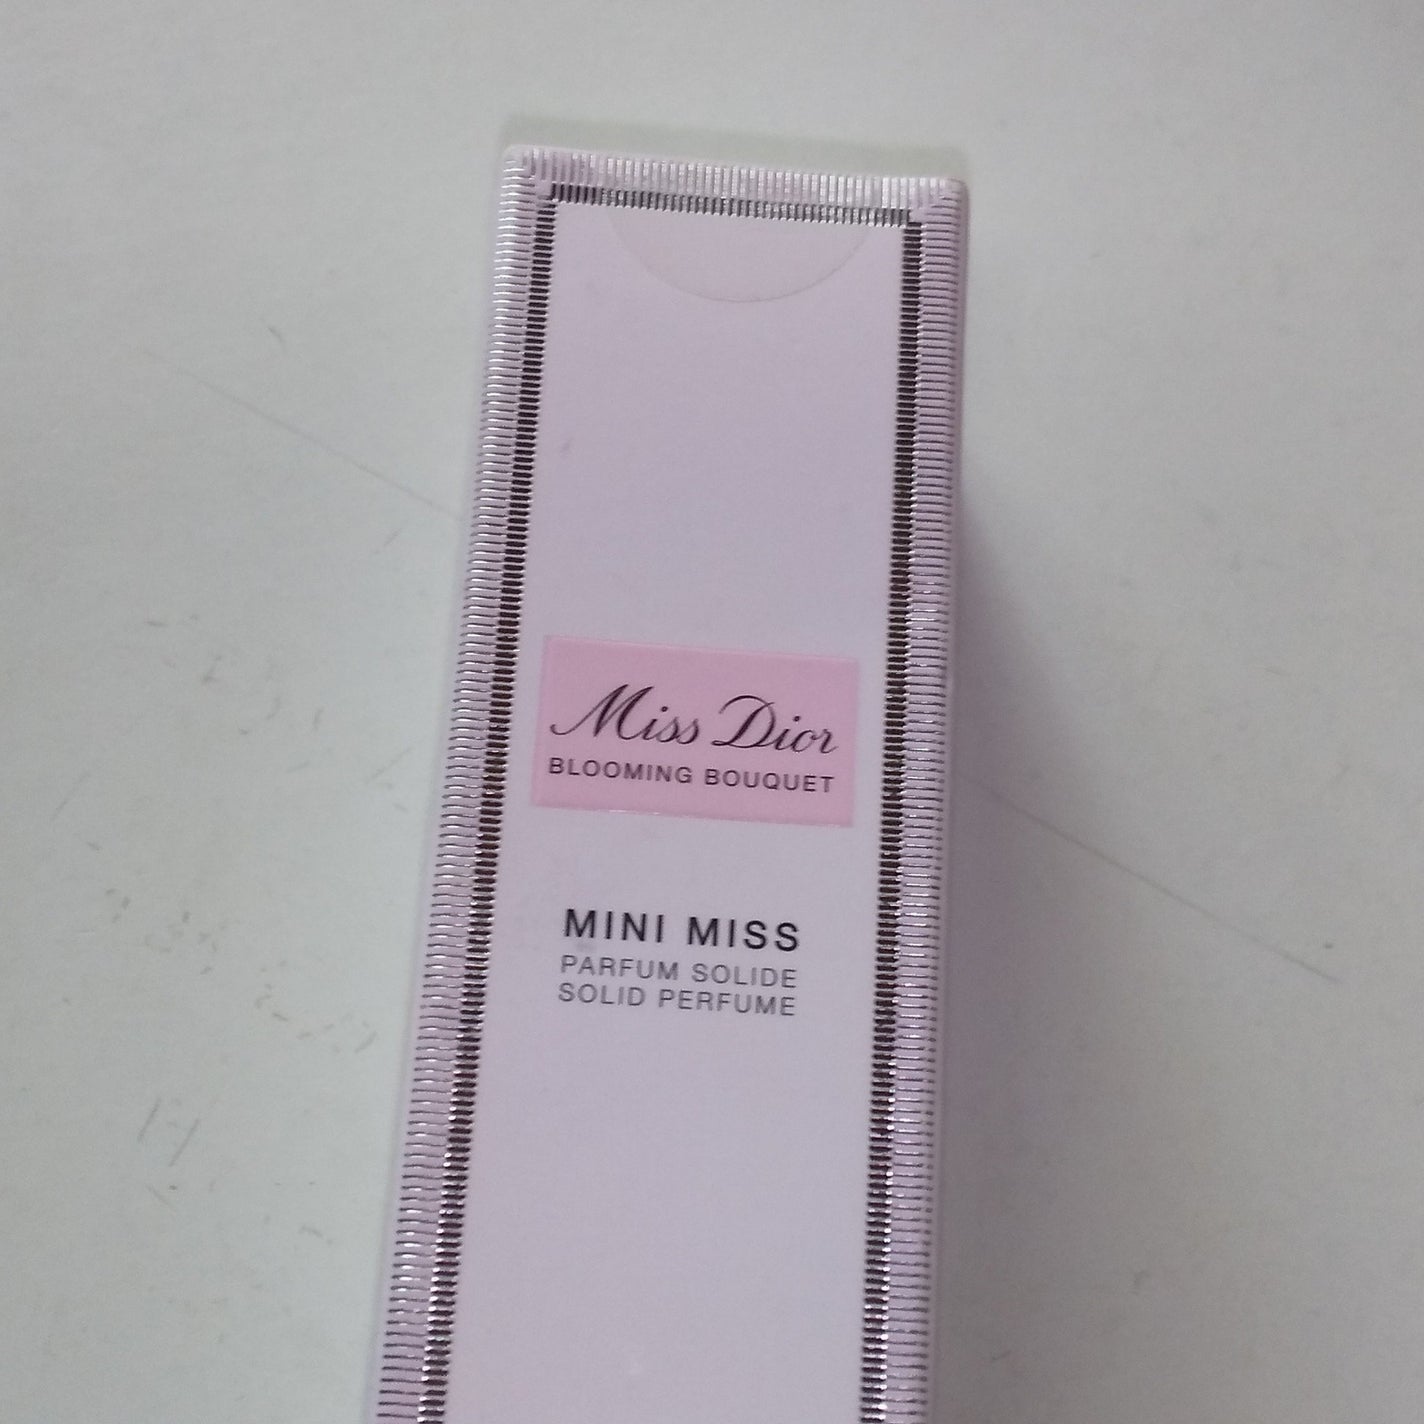 Miss Dior
BLOOMING BOUQUET
MINI MISS
PARFUM SOLIDE
SOLID PERFUME